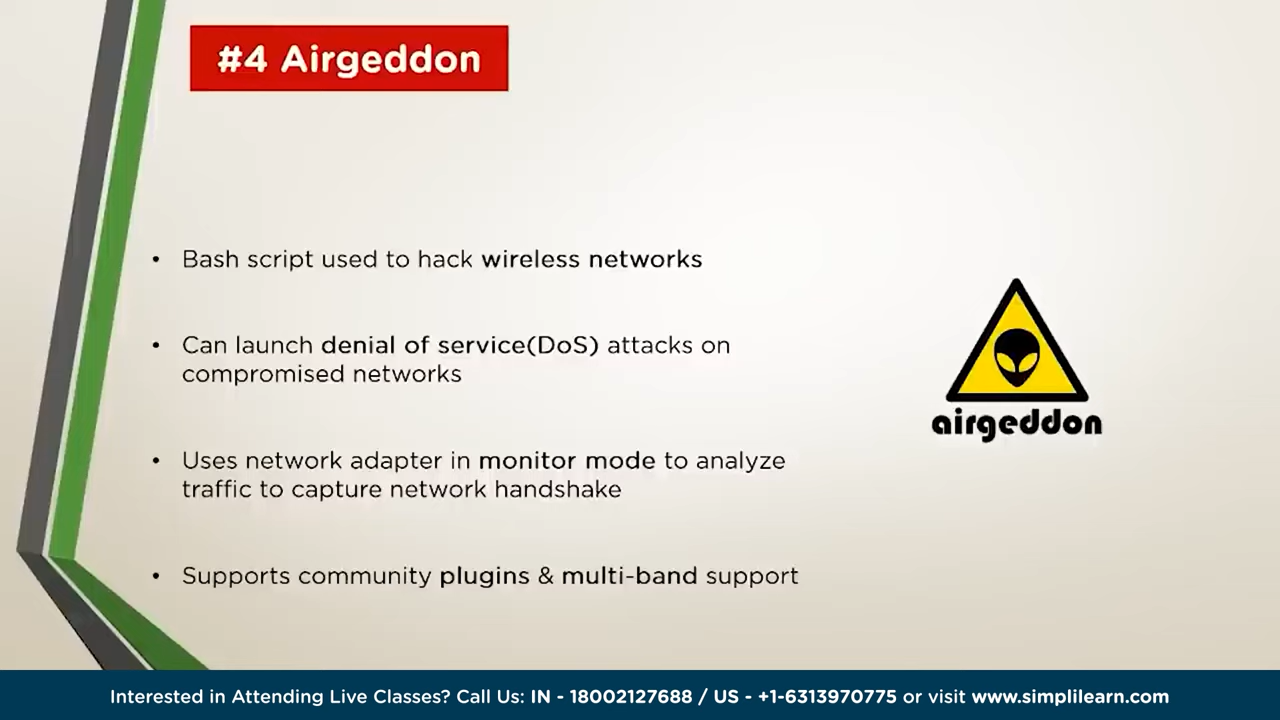 #4 Airgeddon
• Bash script used to hack wireless networks
• Can launch denial of service(DoS) attacks on
compromised networks
• Uses network adapter in monitor mode to analyze
traffic to capture network handshake
• Supports community plugins & multi-band support
airgeddon
Interested in Attending Live Classes? Call Us: IN - 18002127688 / US - +1-6313970775 or visit www.simplilearn.com